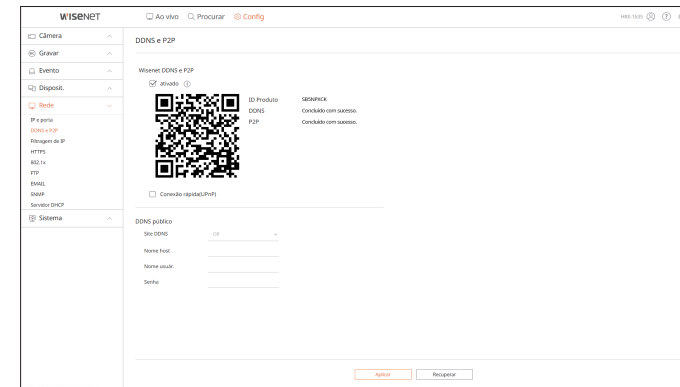 WISENET
Ao vivo Procurar Config
HRX-1635
Câmera
DDNS e P2P
Gravar
Evento
Wisenet DDNS e P2P
ativado
Disposit.
ID Produto SB5NPXCK
Rede
DDNS Concluído com sucesso.
P2P Concluído com sucesso.
IP e porta
DDNS e P2P
Filtragem de IP
HTTPS
802.1x
FTP
EMAIL
SNMP
Servidor DHCP
Conexão rápida(UPnP)
Sistema
DDNS público
Site DDNS Off
Nome host
Nome usuár.
Senha
Aplicar Recuperar